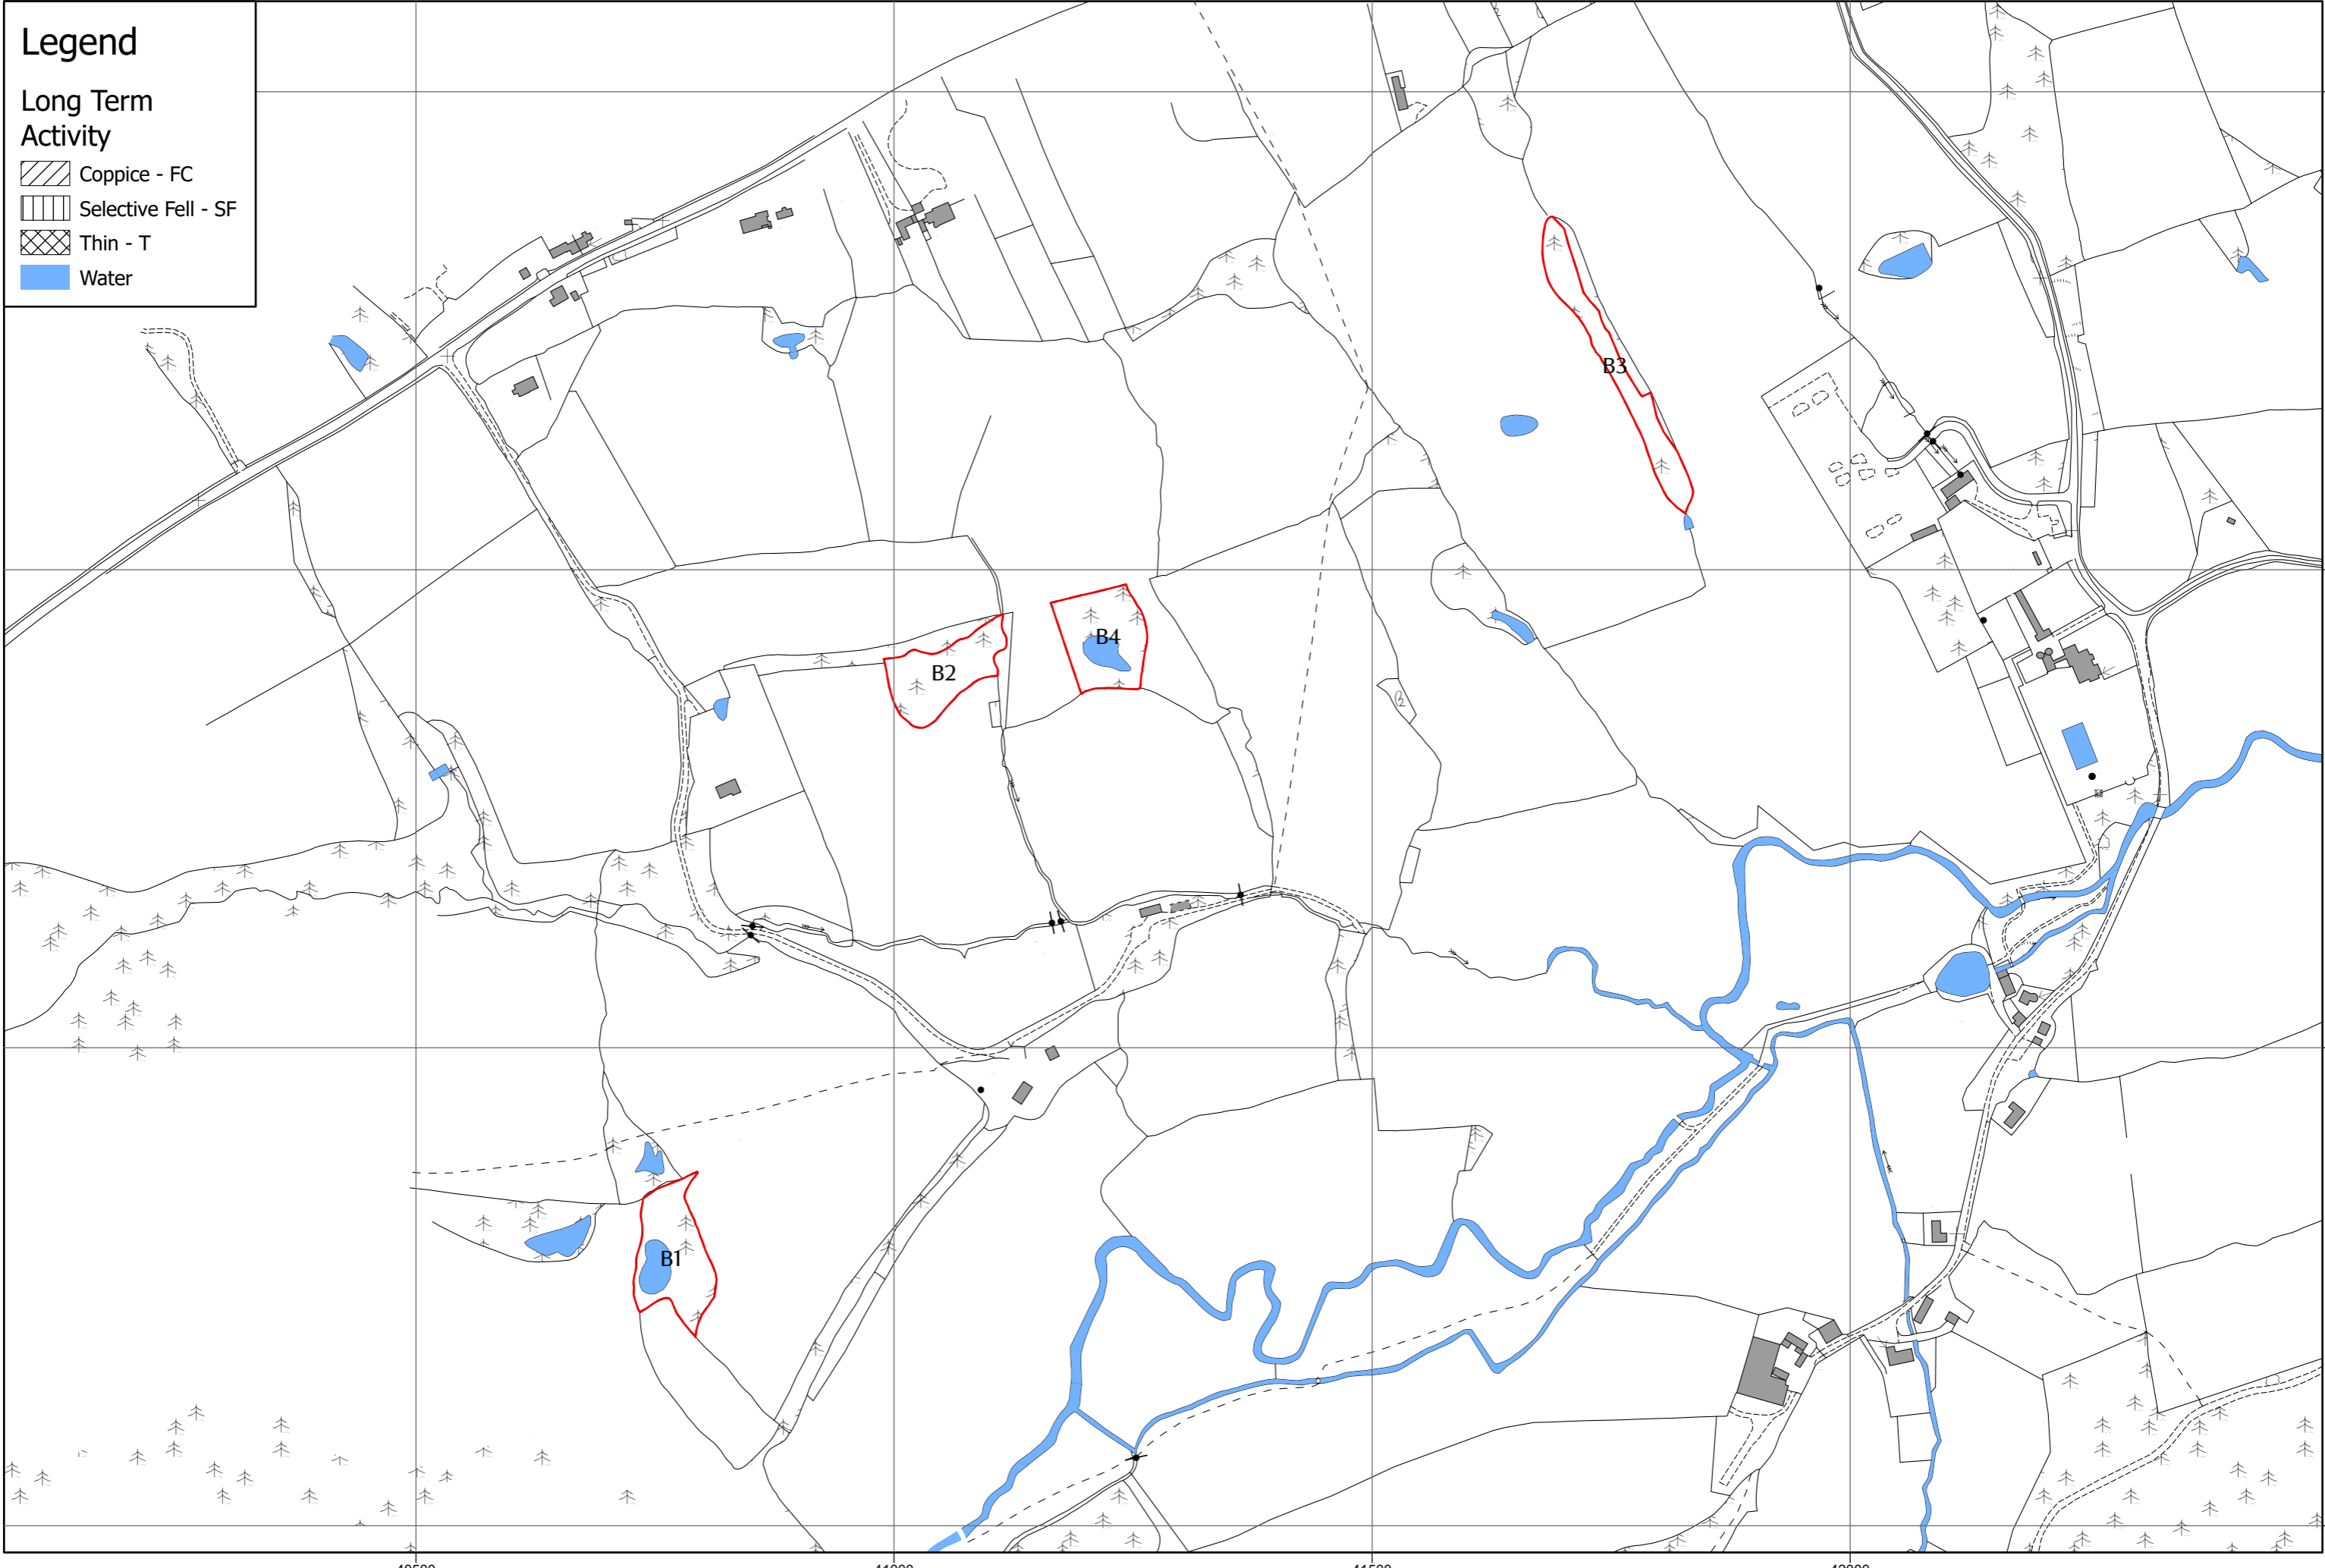 Legend
Long Term
Activity
Coppice - FC
Selective Fell - SF
Thin - T
Water
B3
B4
B2
B1